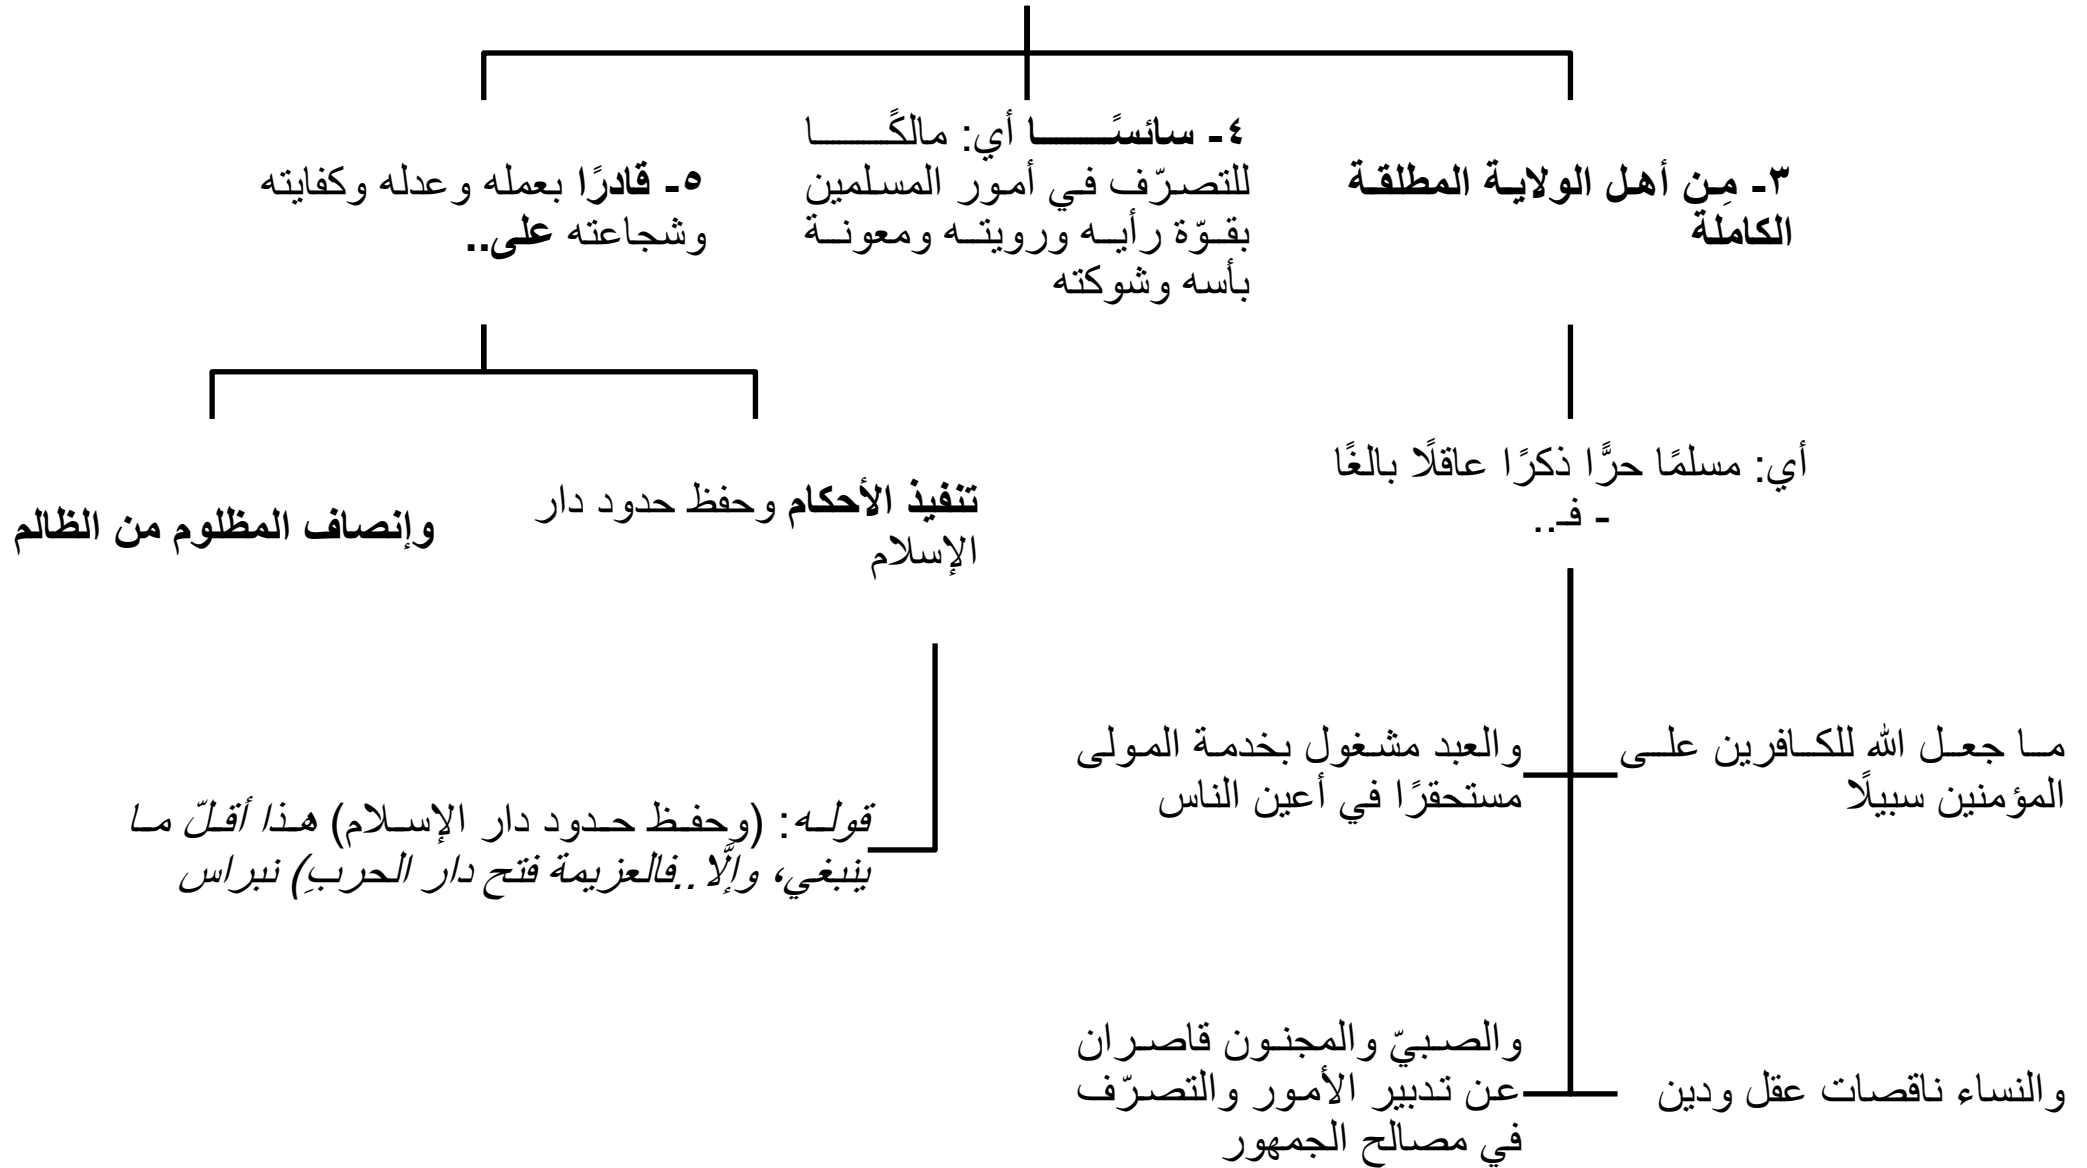 ٣- مِن أهل الولاية المطلقة
الكاملة
٤- سائسًا أي: مالكًا
للتصرّف في أمور المسلمين
بقوّة رأيه ورويته ومعونة
بأسه وشوكته
٥- قادرًا بعمله وعدله وكفايته
وشجاعته على..
أي: مسلمًا حرًّا ذكرًا عاقلًا بالغًا
- فـ..
تنفيذ الأحكام وحفظ حدود دار
الإسلام
وإنصاف المظلوم من الظالم
ما جعل الله للكافرين على
المؤمنين سبيلًا
والعبد مشغول بخدمة المولى
مستحقرًا في أعين الناس
قوله: (وحفظ حدود دار الإسلام) هذا أقلّ ما
ينبغي، وإلَّا..فالعزيمة فتح دار الحربِ) نبراس
والنساء ناقصات عقل ودين
والصبيّ والمجنون قاصران
عن تدبير الأمور والتصرّف
في مصالح الجمهور